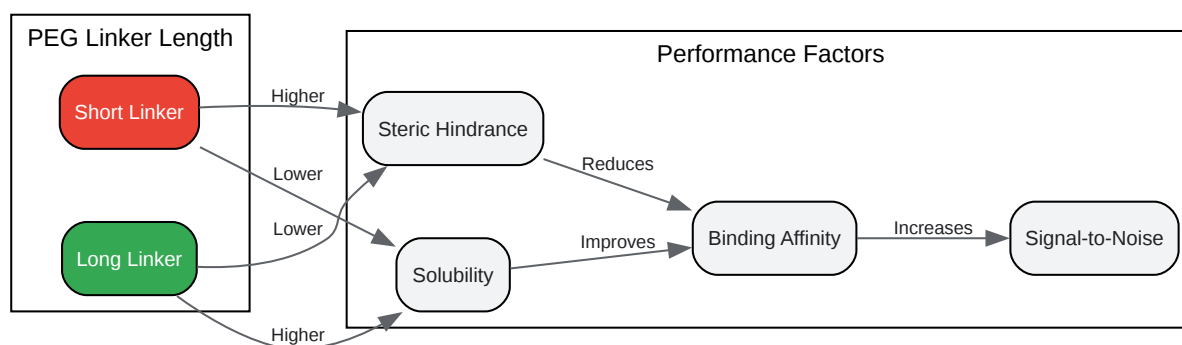 PEG Linker Length
Performance Factors
Short Linker
Higher
Steric Hindrance
Lower
Reduces
Lower
Long Linker
Solubility
Improves
Binding Affinity
Increases
Signal-to-Noise
Higher